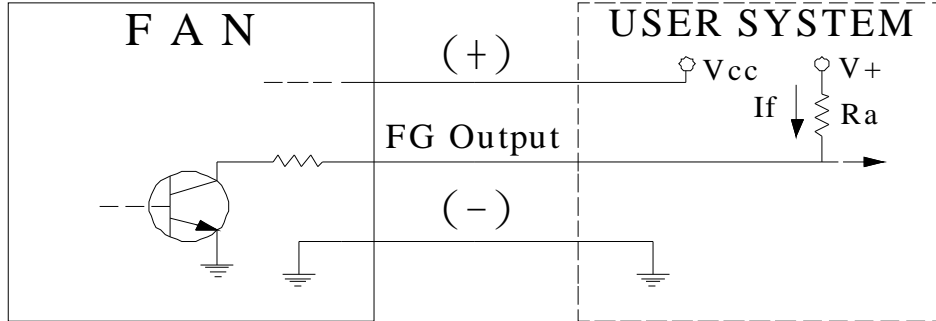 F A N
USER SYSTEM
(+)
Vcc
V+
If
Ra
FG Output
(-)